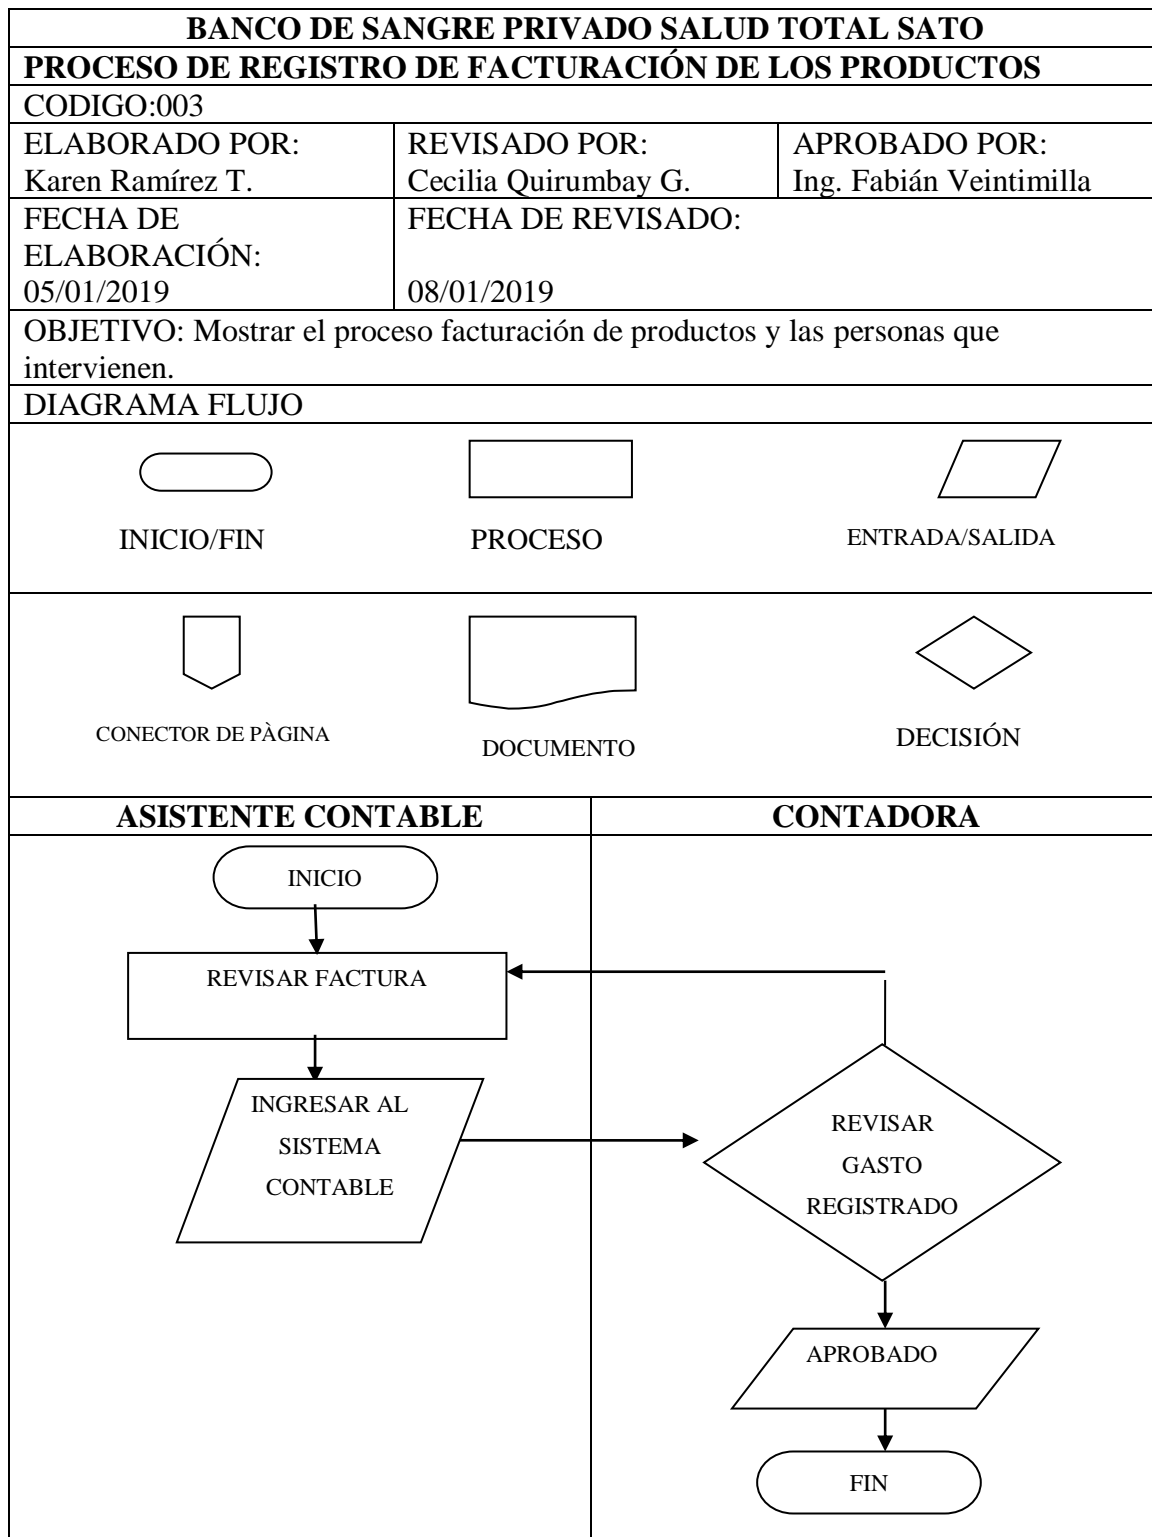 BANCO DE SANGRE PRIVADO SALUD TOTAL SATO
PROCESO DE REGISTRO DE FACTURACIÓN DE LOS PRODUCTOS
CODIGO:003
ELABORADO POR:
Karen Ramírez T.
REVISADO POR:
Cecilia Quirumbay G.
APROBADO POR:
Ing. Fabián Veintimilla
FECHA DE
ELABORACIÓN:
05/01/2019
FECHA DE REVISADO:
08/01/2019
OBJETIVO: Mostrar el proceso facturación de productos y las personas que
intervienen.
DIAGRAMA FLUJO
INICIO/FIN
PROCESO
ENTRADA/SALIDA
CONECTOR DE PÀGINA
DOCUMENTO
DECISIÓN
ASISTENTE CONTABLE
CONTADORA
INICIO
REVISAR FACTURA
INGRESAR AL
SISTEMA
CONTABLE
REVISAR
GASTO
REGISTRADO
APROBADO
FIN